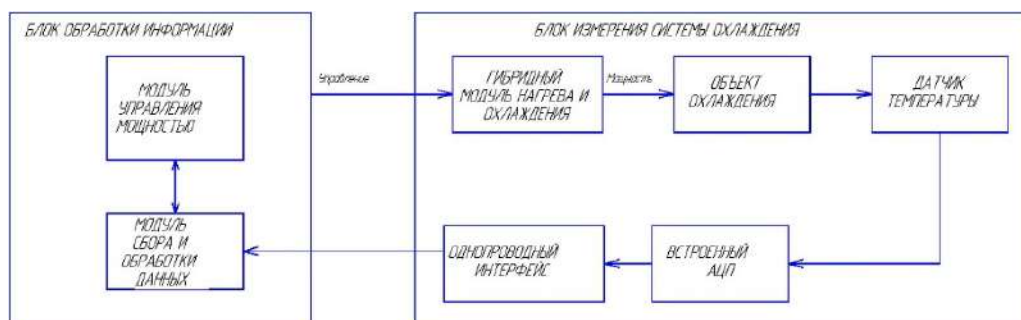 БЛОК ОБРАБОТКИ ИНФОРМАЦИИ
МОДУЛЬ
УПРАВЛЕНИЯ
МОЩНОСТЬЮ
МОДУЛЬ
СБОРА И
ОБРАБОТКИ
ДАННЫХ
Управление
БЛОК ИЗМЕРЕНИЯ СИСТЕМЫ ОХЛАЖДЕНИЯ
ГИБРИДНЫЙ
МОДУЛЬ НАГРЕВА И
ОХЛАЖДЕНИЯ
Мощность
ОБЪЕКТ
ОХЛАЖДЕНИЯ
ДАТЧИК
ТЕМПЕРАТУРЫ
ОДНОПРОВОДНЫЙ
ИНТЕРФЕЙС
ВСТРОЕННЫЙ
АЦП